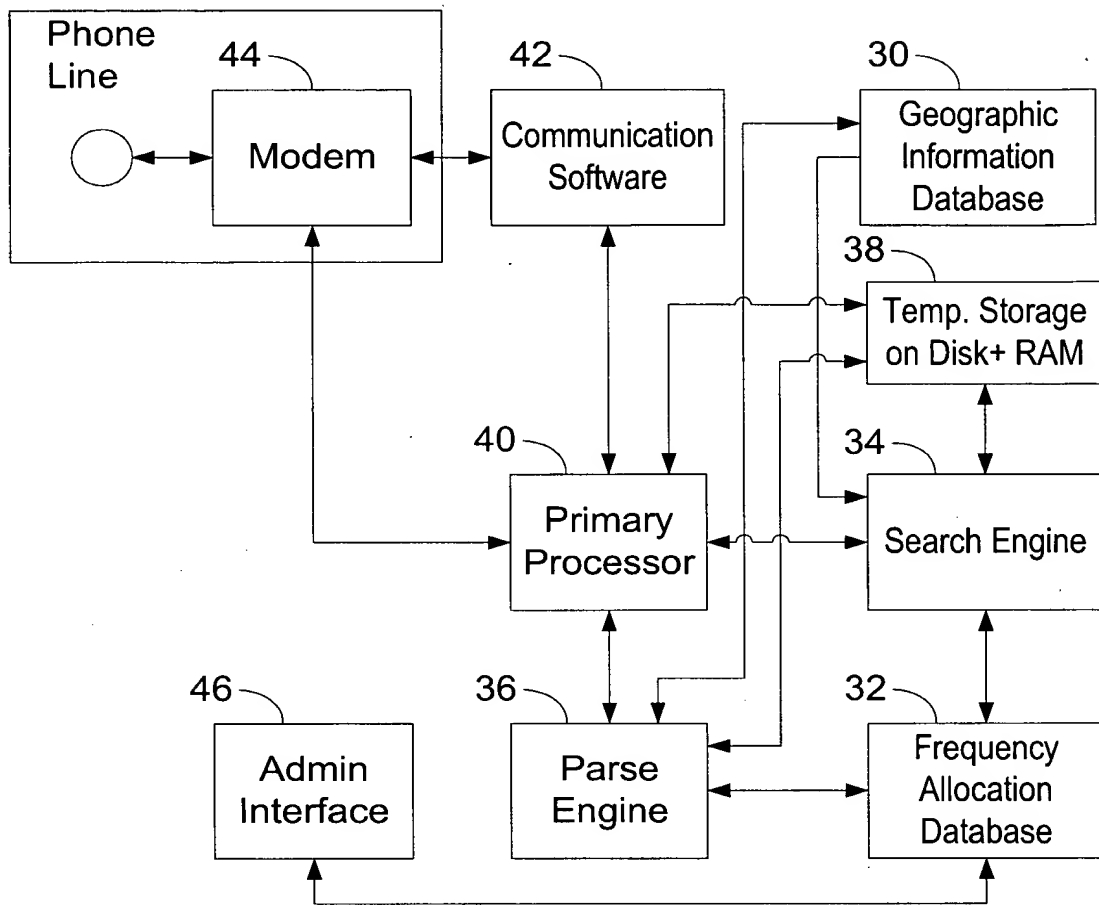 Phone
Line
44
Modem
42
Communication
Software
30
Geographic
Information
Database
38
Temp. Storage
on Disk+ RAM
40
Primary
Processor
34
Search Engine
46
Admin
Interface
36
Parse
Engine
32
Frequency
Allocation
Database